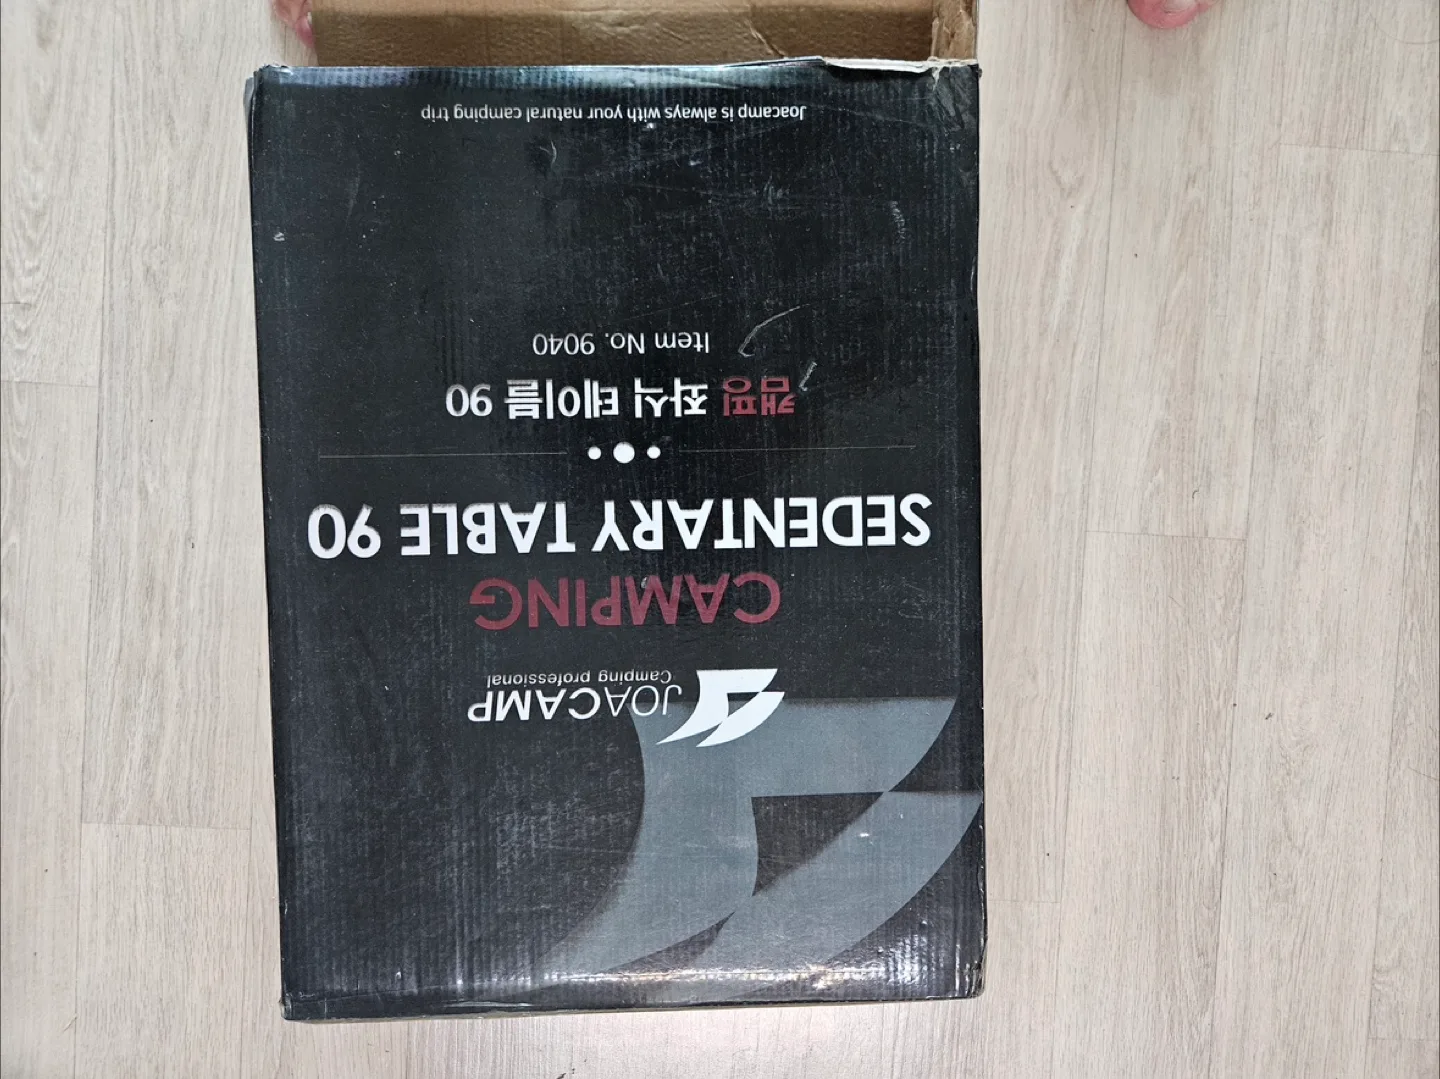 JOACAMP
Camping professional
CAMPING
SEDENTARY TABLE 90
캠핑 좌식 테이블 90
Item No. 9040
Joacamp is always with your natural camping trip